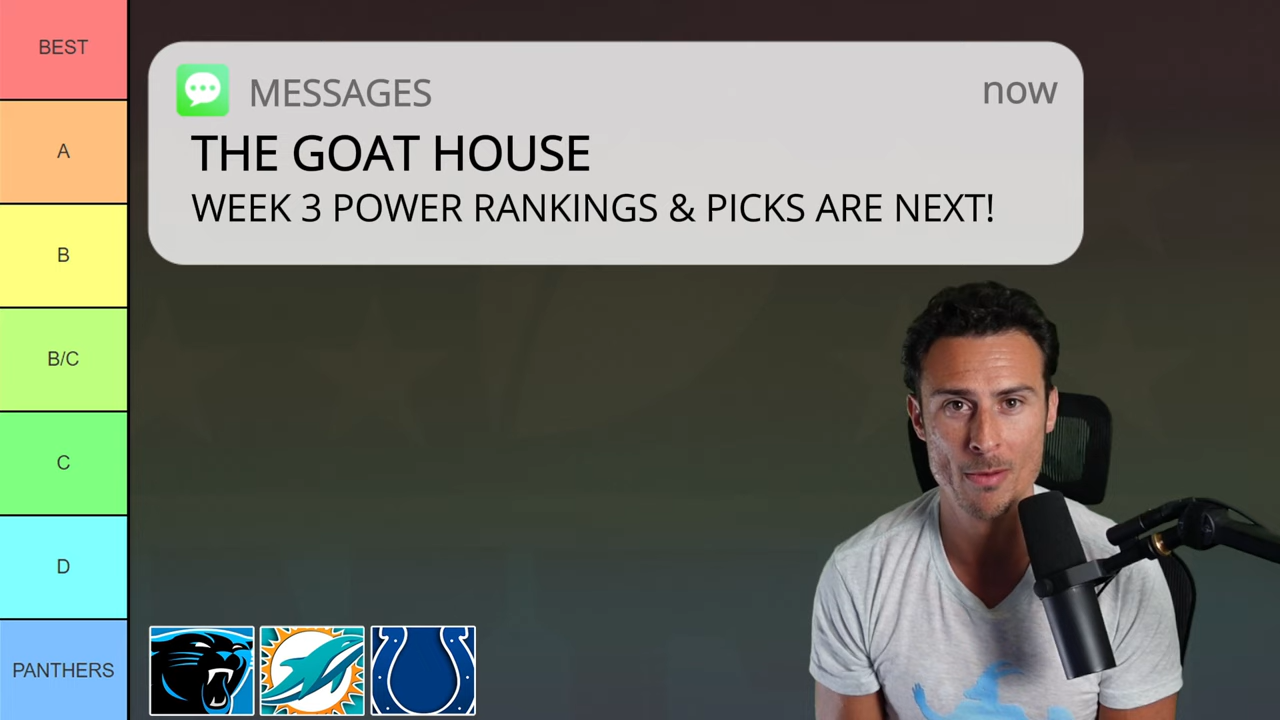 BEST
A
B
B/C
C
D
PANTHERS
MESSAGES
now
THE GOAT HOUSE
WEEK 3 POWER RANKINGS & PICKS ARE NEXT!